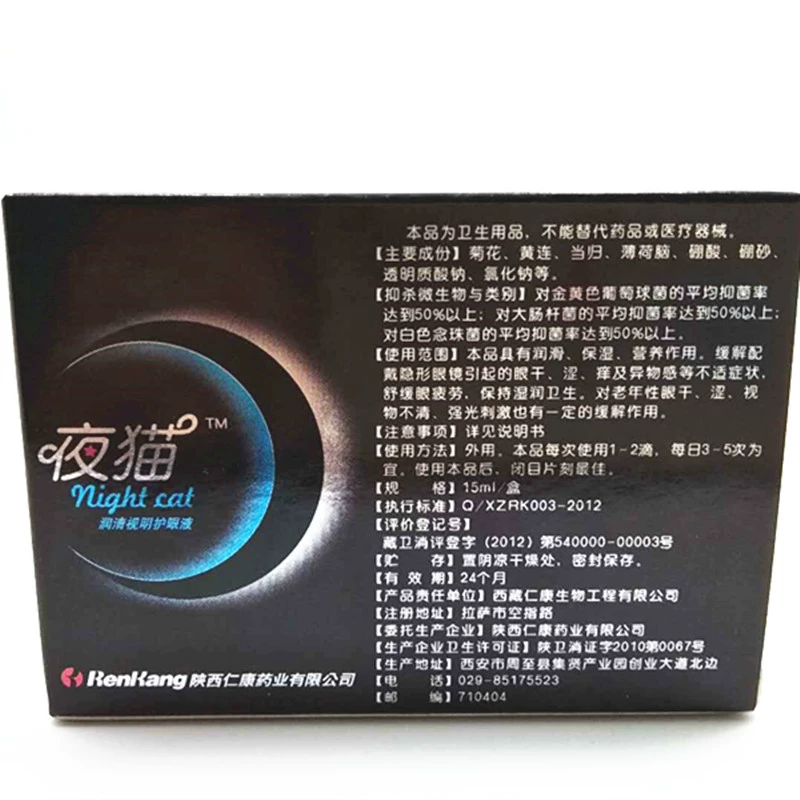 夜猫 TM
Night cat
润清视明护眼液
RenKang 陕西仁康药业有限公司
本品为卫生用品,不能替代药品或医疗器械。
【主要成份】菊花、黄连、当归、薄荷脑、硼酸、硼砂、
透明质酸钠、氯化钠等。
【抑杀微生物与类别】对金黄色葡萄球菌的平均抑菌率
达到50%以上;对大肠杆菌的平均抑菌率达到50%以上;
对白色念珠菌的平均抑菌率达到50%以上。
【使用范围】本品具有润滑、保湿、营养作用。缓解配
戴隐形眼镜引起的眼干、涩、痒及异物感等不适症状,
舒缓眼疲劳,保持湿润卫生。对老年性眼干、涩、视
物不清、强光刺激也有一定的缓解作用。
【注意事项】详见说明书
【使用方法】外用。本品每次使用1-2滴,每日3-5次为
宜。使用本品后,闭目片刻最佳。
【规 格】15ml/盒
【执行标准】Q/XZRK003-2012
【评价登记号】
藏卫消评登字(2012)第540000-00003号
【贮 存】置阴凉干燥处,密封保存。
【有 效 期】24个月
【产品责任单位】西藏仁康生物工程有限公司
【注册地址】拉萨市空指路
【委托生产企业】陕西仁康药业有限公司
【生产企业卫生许可证】陕卫消证字2010第0067号
【生产地址】西安市周至县集贤产业园创业大道北边
【电 话】029-85175523
【邮 编】710404